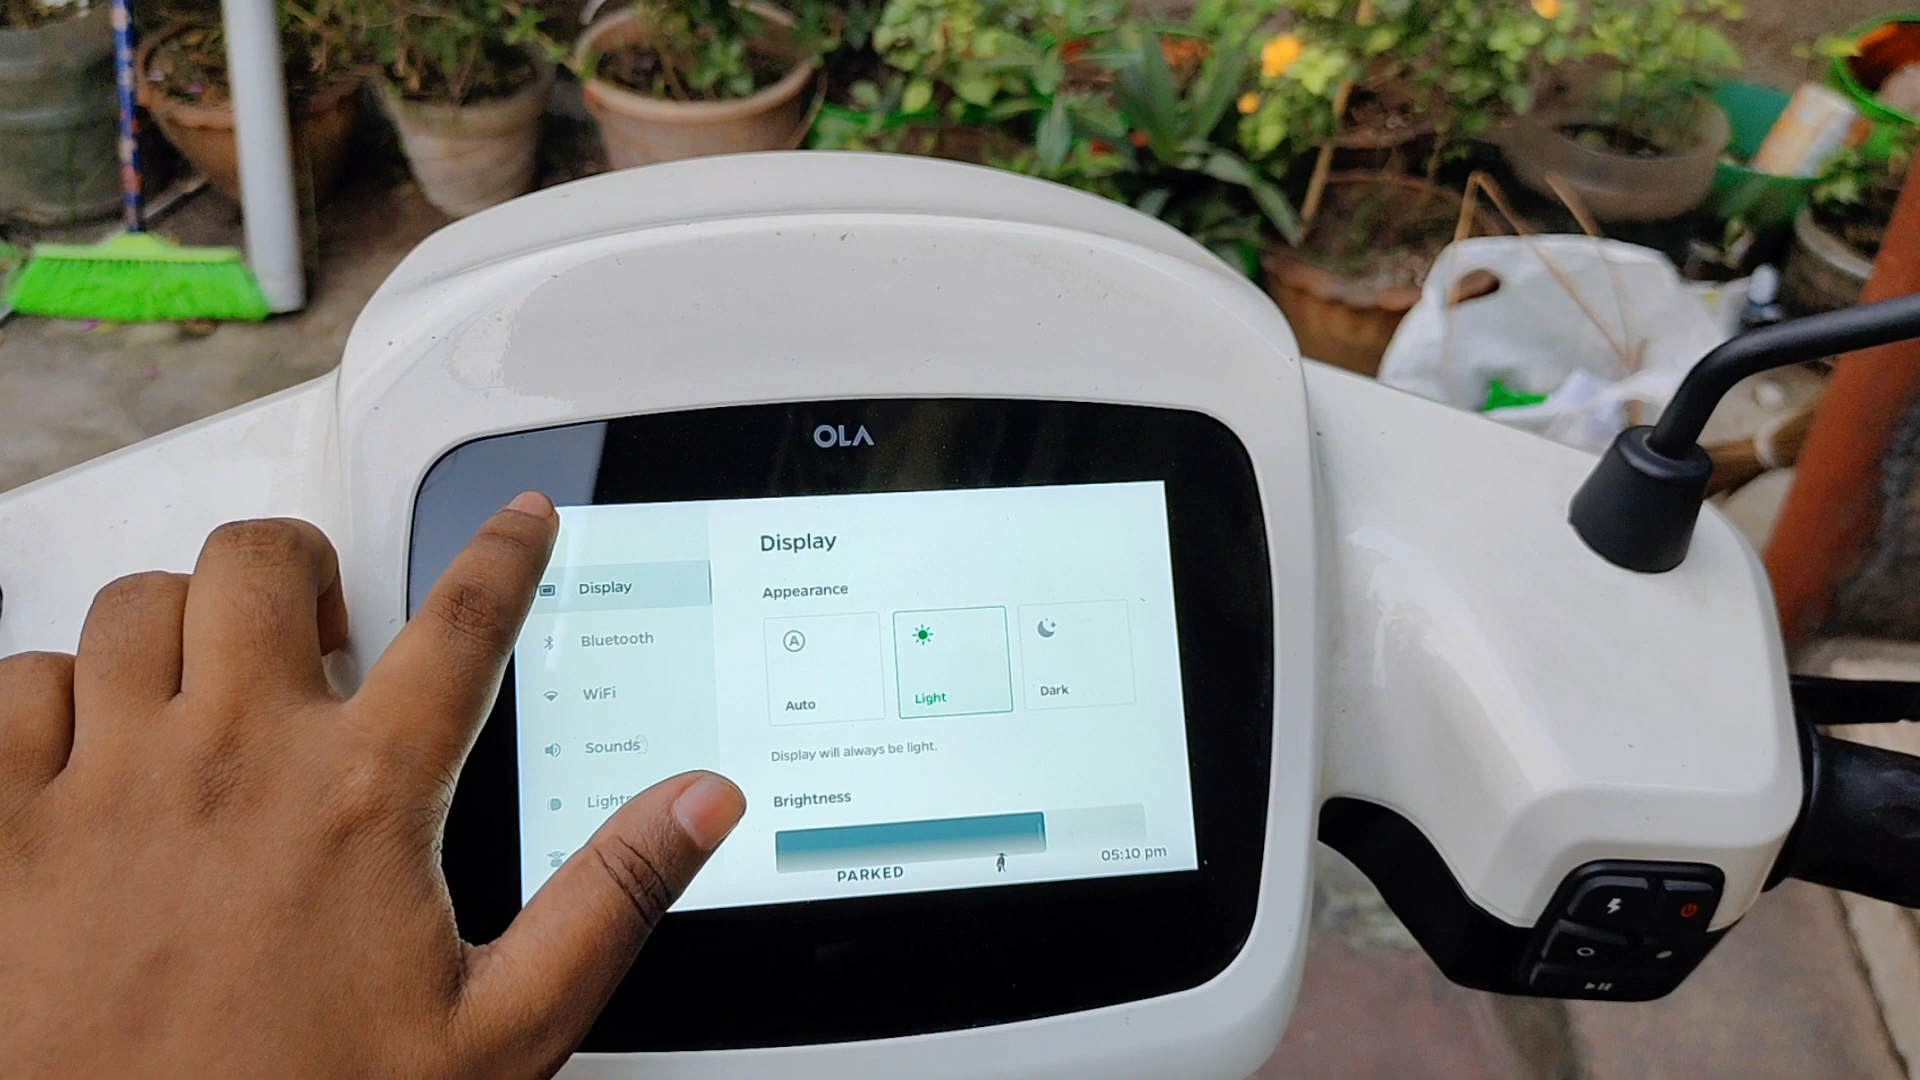 OLA
Display
Bluetooth
WiFi
Sounds
Lights
Display
Appearance
A
Auto
Light
Dark
Display will always be light.
Brightness
PARKED
05:10 pm